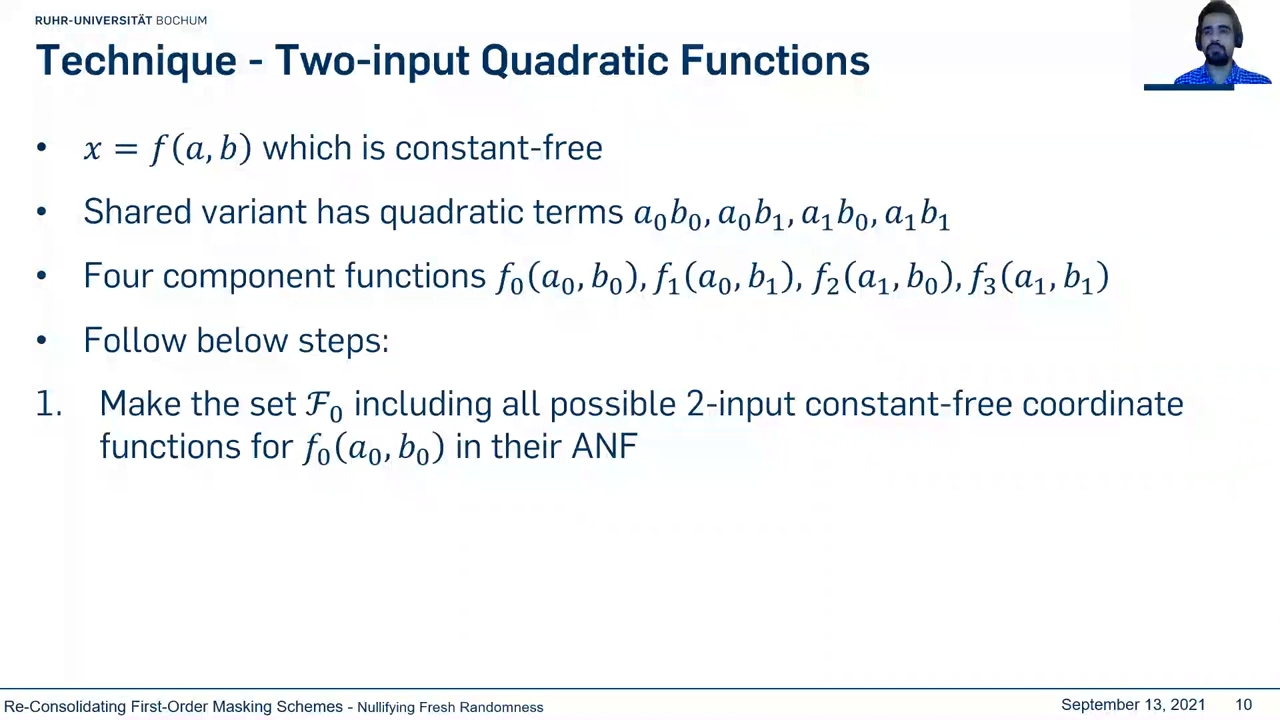 RUHR-UNIVERSITÄT BOCHUM
Technique - Two-input Quadratic Functions
• x = f(a, b) which is constant-free
• Shared variant has quadratic terms a₀b₀, a₀b₁, a₁b₀, a₁b₁
• Four component functions f₀(a₀, b₀), f₁(a₀, b₁), f₂(a₁, b₀), f₃(a₁, b₁)
• Follow below steps:
1. Make the set ℱ₀ including all possible 2-input constant-free coordinate
functions for f₀(a₀, b₀) in their ANF
Re-Consolidating First-Order Masking Schemes - Nullifying Fresh Randomness
September 13, 2021 10